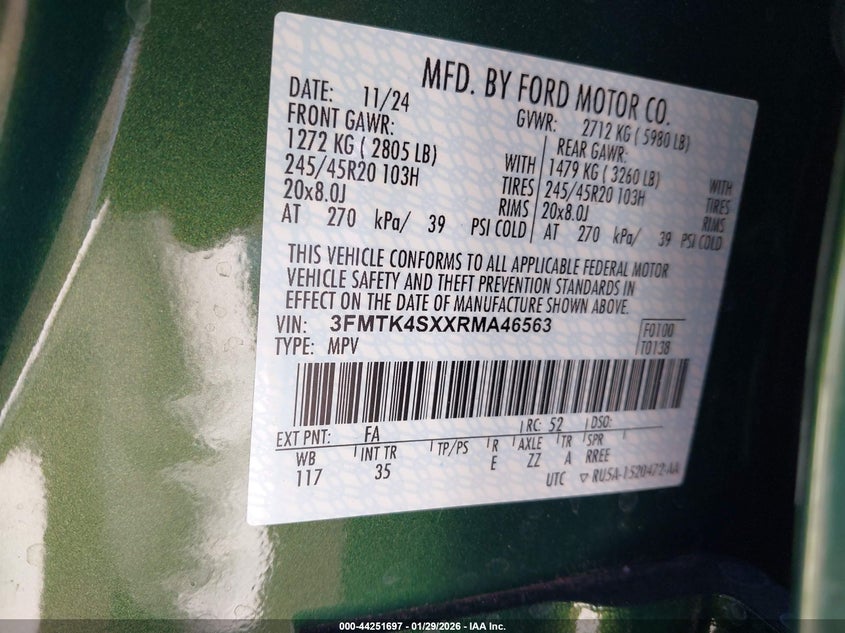 MFD. BY FORD MOTOR CO.
DATE: 11/24 GVWR: 2712 KG ( 5980 LB)
FRONT GAWR: REAR GAWR:
1272 KG ( 2805 LB) WITH 1479 KG ( 3260 LB) WITH
245/45R20 103H TIRES 245/45R20 103H TIRES
20x8.0J RIMS 20x8.0J RIMS
AT 270 kPa/ 39 PSI COLD AT 270 kPa/ 39 PSI COLD
THIS VEHICLE CONFORMS TO ALL APPLICABLE FEDERAL MOTOR
VEHICLE SAFETY AND THEFT PREVENTION STANDARDS IN
EFFECT ON THE DATE OF MANUFACTURE SHOWN ABOVE.
VIN: 3FMTK4SXXRMA46563 F0100
TYPE: MPV T0138
EXT PNT: FA RC: 52 DSO:
WB INT TR TP/PS R AXLE TR SPR
117 35 E ZZ A RREE
UTC ▽ RU5A-1520472-AA
000-44251697 - 01/29/2026 - IAA Inc.